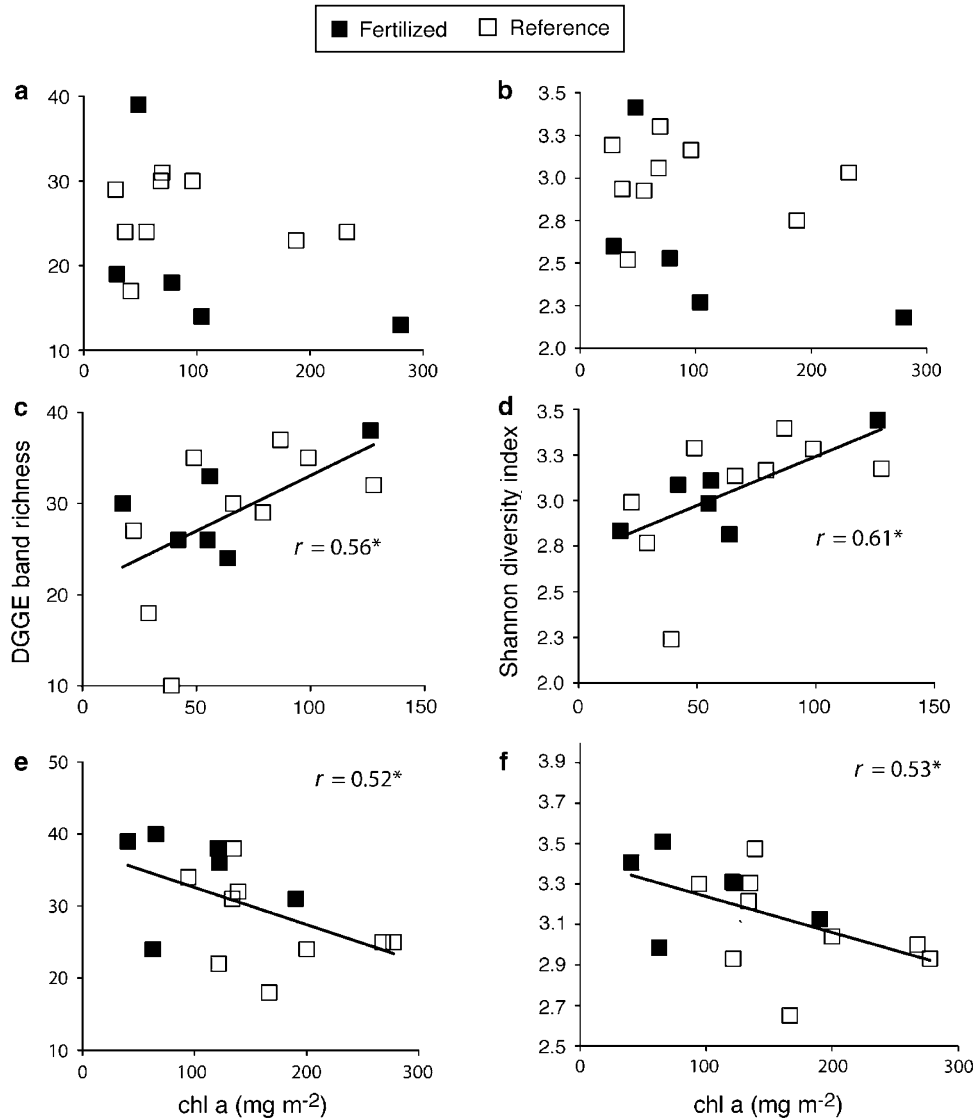 Fertilized Reference
a
b
40
30
20
10
0 100 200 300
3.5
3.3
3.0
2.8
2.5
2.3
2.0
0 100 200 300
c
d
DGGE band richness
40
30
20
10
0 50 100 150
r = 0.56*
Shannon diversity index
3.5
3.3
3.0
2.8
2.5
2.3
2.0
0 50 100 150
r = 0.61*
e
f
50
40
30
20
10
0 100 200 300
r = 0.52*
chl a (mg m-2)
3.9
3.7
3.5
3.3
3.1
2.9
2.7
2.5
0 100 200 300
r = 0.53*
chl a (mg m-2)